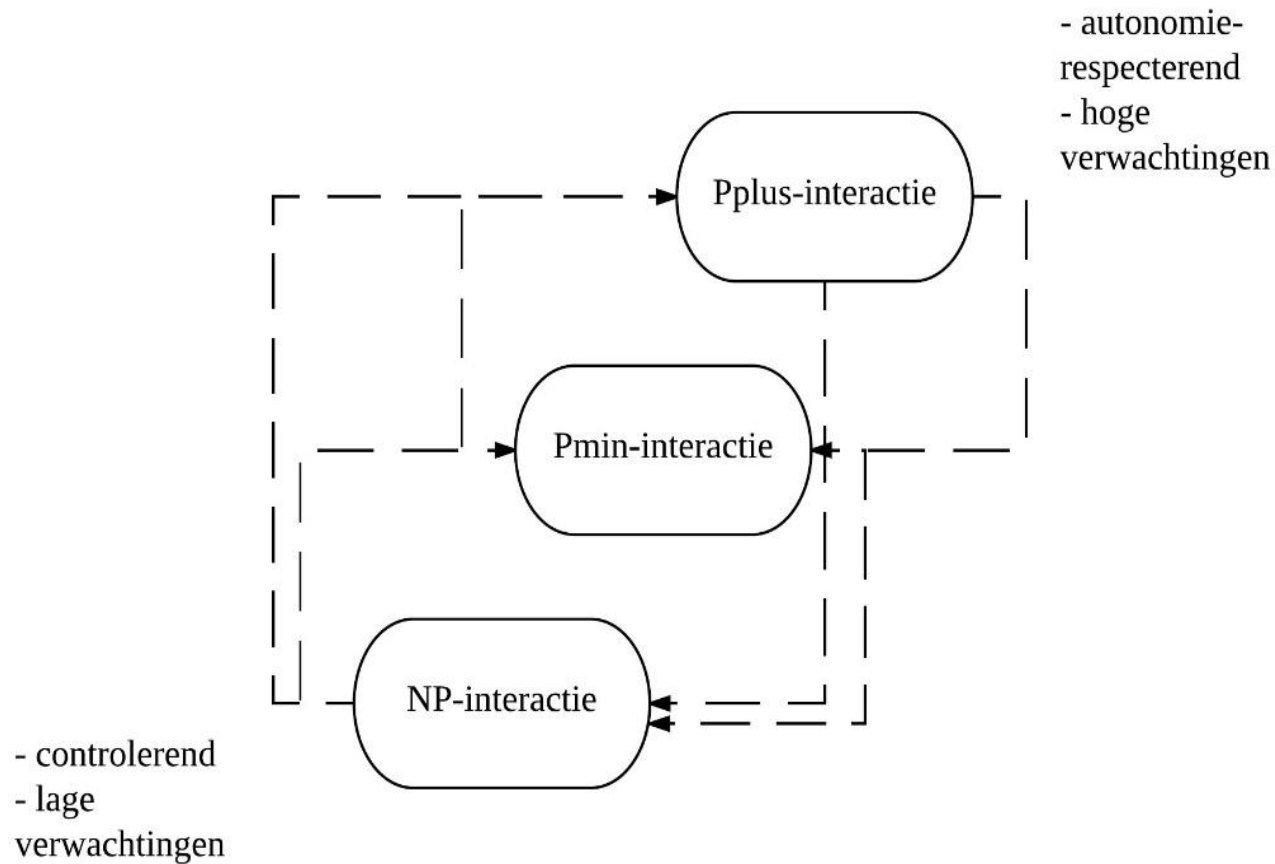 - autonomie-
respecterend
- hoge
verwachtingen
Pplus-interactie
Pmin-interactie
NP-interactie
- controlerend
- lage
verwachtingen